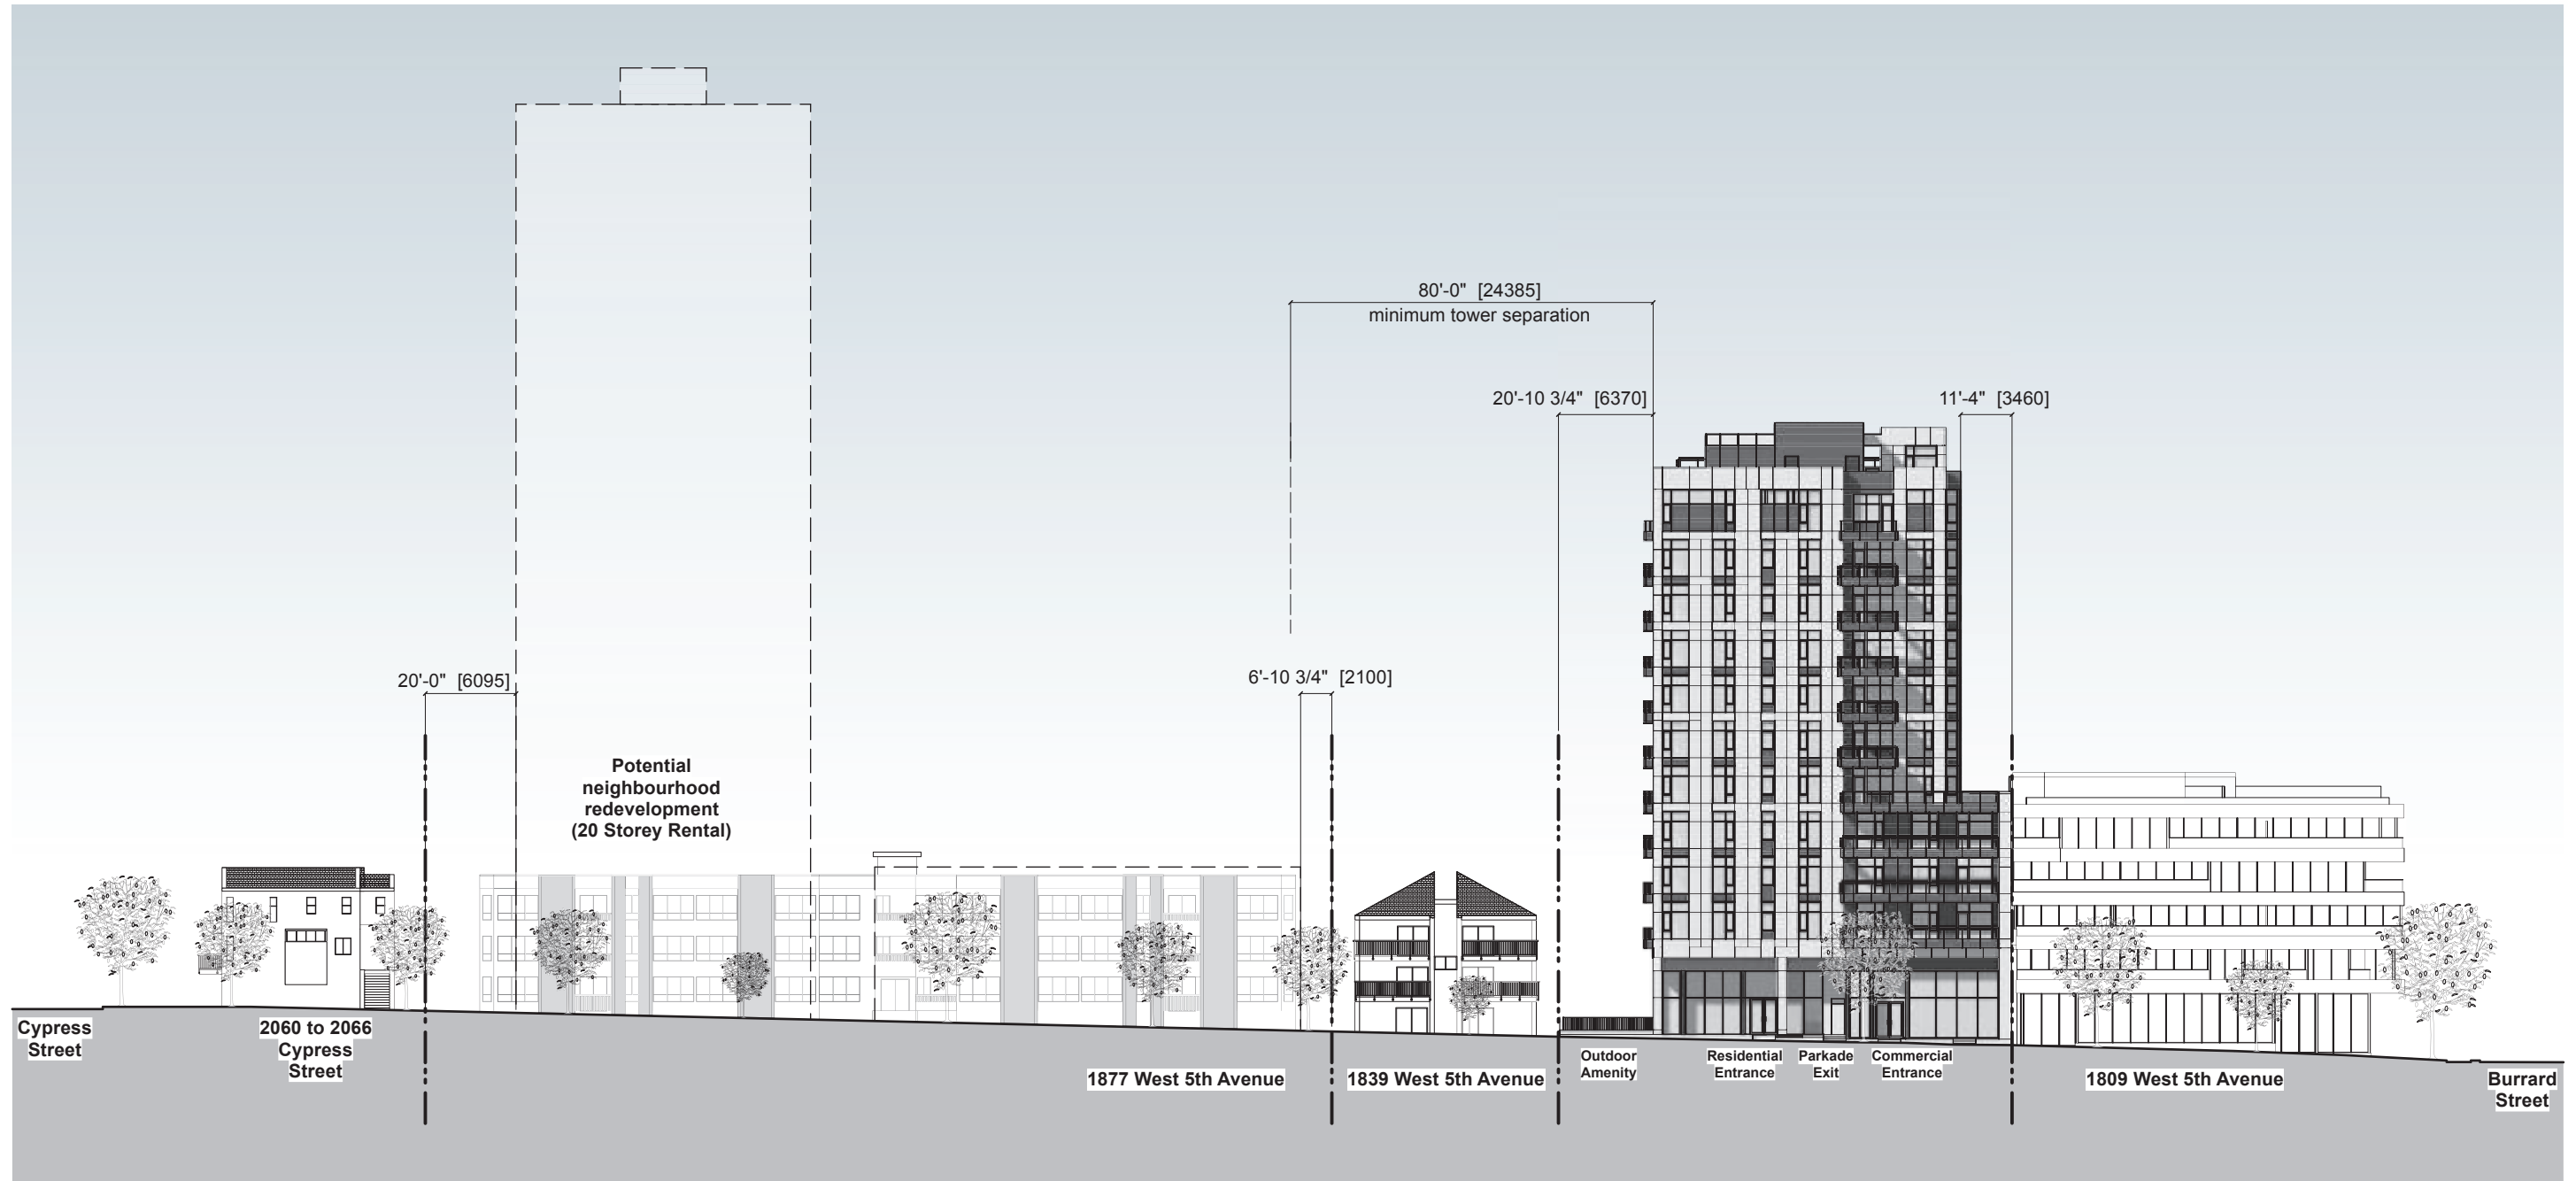 80'-0" [24385]
minimum tower separation
20'-10 3/4" [6370]
11'-4" [3460]
20'-0" [6095]
6'-10 3/4" [2100]
Potential
neighbourhood
redevelopment
(20 Storey Rental)
Cypress
Street
2060 to 2066
Cypress
Street
1877 West 5th Avenue
1839 West 5th Avenue
Outdoor
Amenity
Residential
Entrance
Parkade
Exit
Commercial
Entrance
1809 West 5th Avenue
Burrard
Street